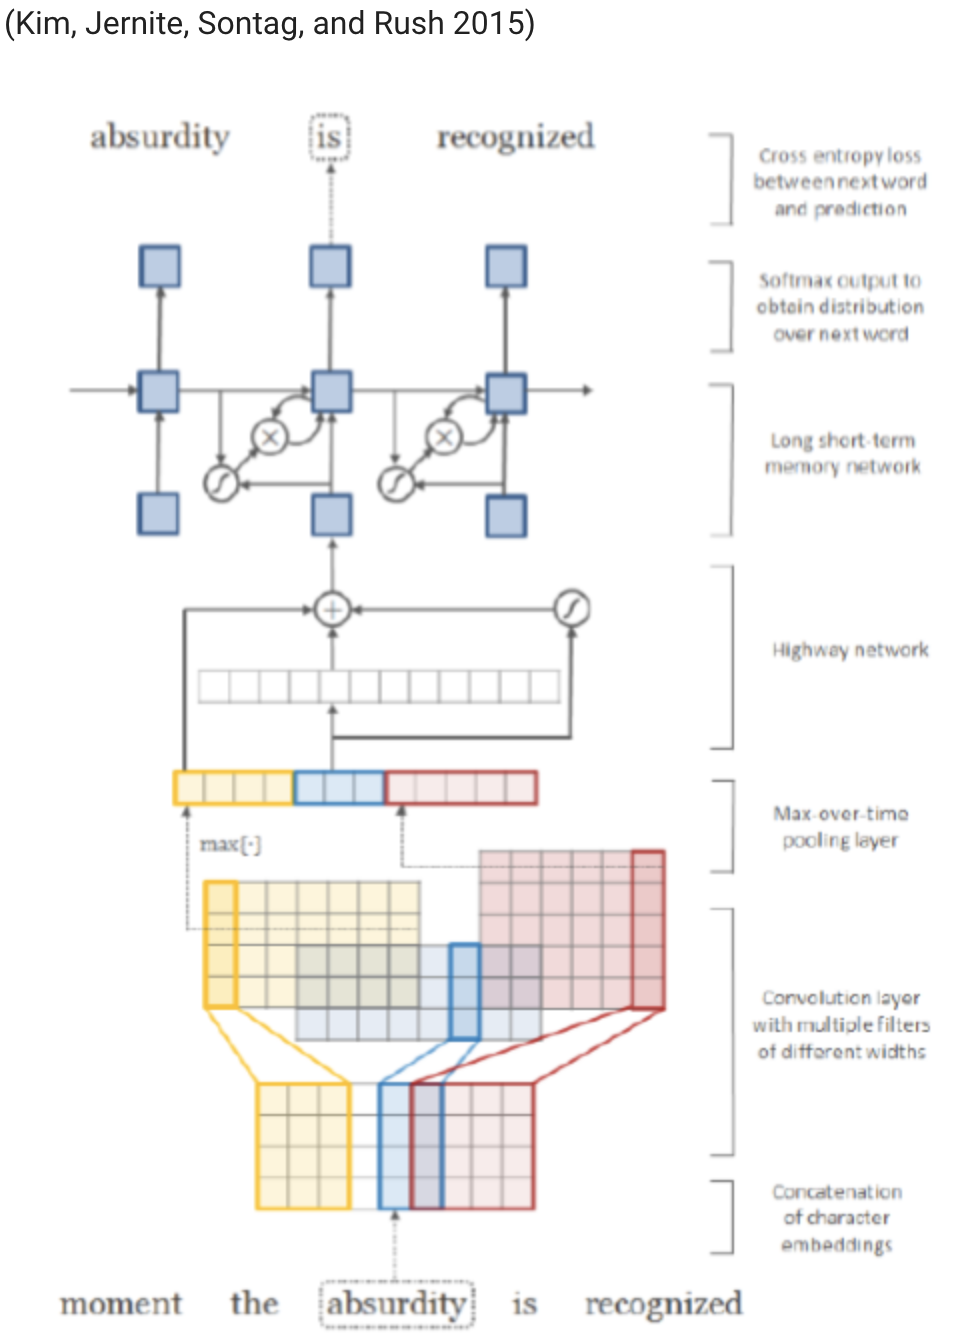 (Kim, Jernite, Sontag, and Rush 2015)
absurdity is recognized
Cross entropy loss
between next word
and prediction
Softmax output to
obtain distribution
over next word
Long short-term
memory network
Highway network
Max-over-time
pooling layer
max[·]
Convolution layer
with multiple filters
of different widths
Concatenation
of character
embeddings
moment the absurdity is recognized